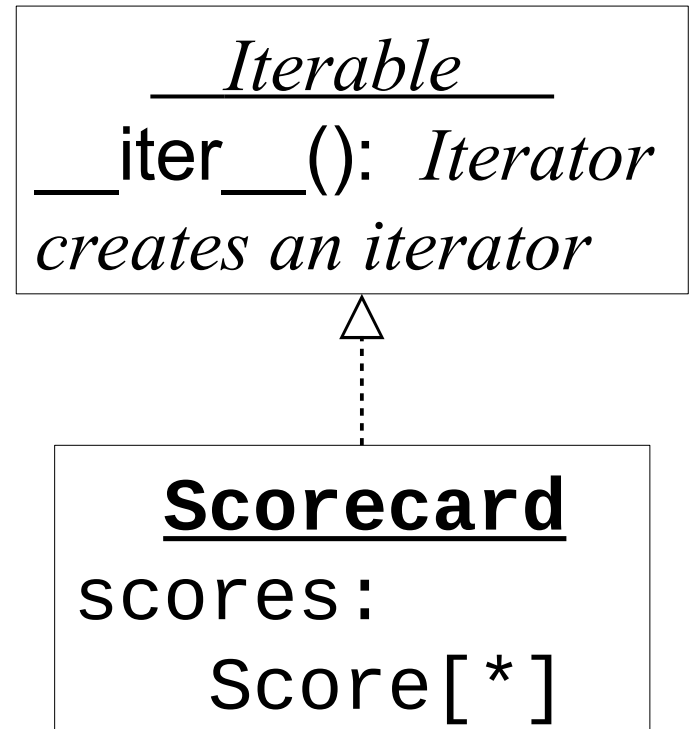 Iterable
__iter__(): Iterator
creates an iterator
Scorecard
scores:
Score[*]